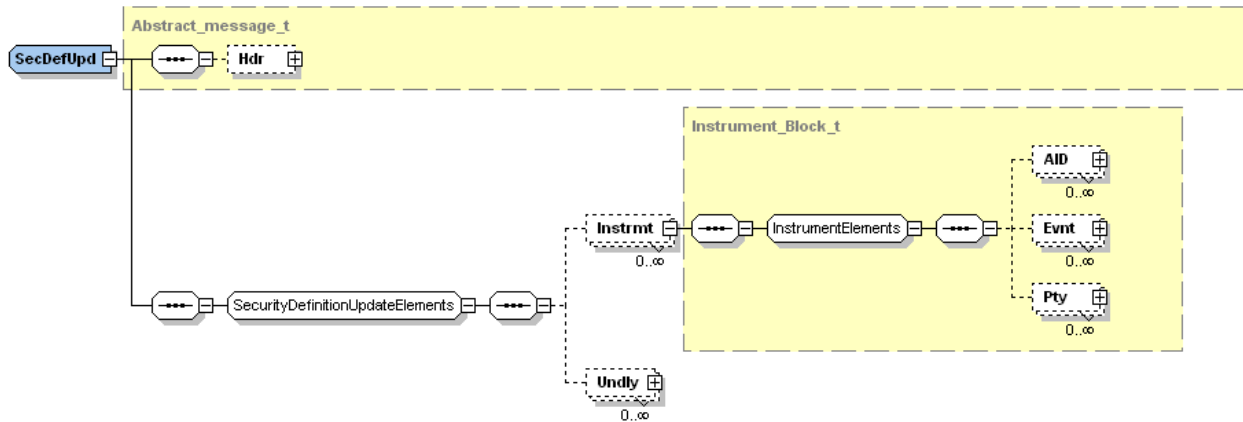 Abstract_message_t
SecDefUpd
Hdr
Instrument_Block_t
AID
0..∞
Instrmt
InstrumentElements
Evnt
0..∞
0..∞
SecurityDefinitionUpdateElements
Pty
0..∞
Undly
0..∞